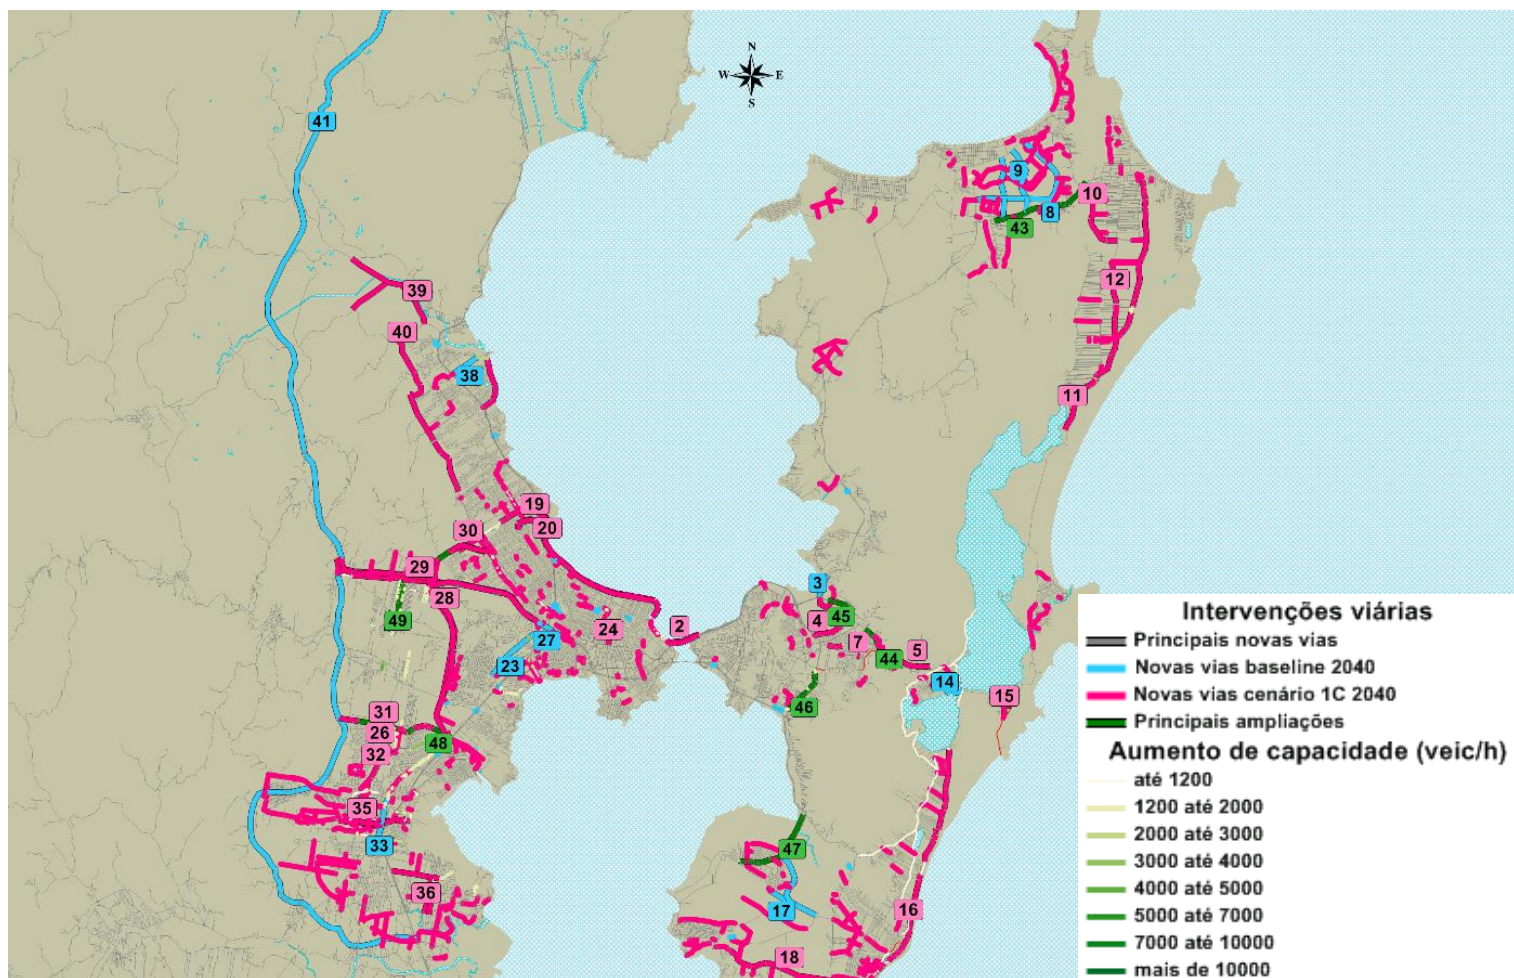 N
W E
S
41
9
10
8
43
39
12
40
38
11
19
30
20
29
3
28
45
49
4
2
24
27
7
5
44
23
14
15
46
31
26
48
32
35
33
47
36
17
16
18
Intervenções viárias
Principais novas vias
Novas vias baseline 2040
Novas vias cenário 1C 2040
Principais ampliações
Aumento de capacidade (veic/h)
até 1200
1200 até 2000
2000 até 3000
3000 até 4000
4000 até 5000
5000 até 7000
7000 até 10000
mais de 10000